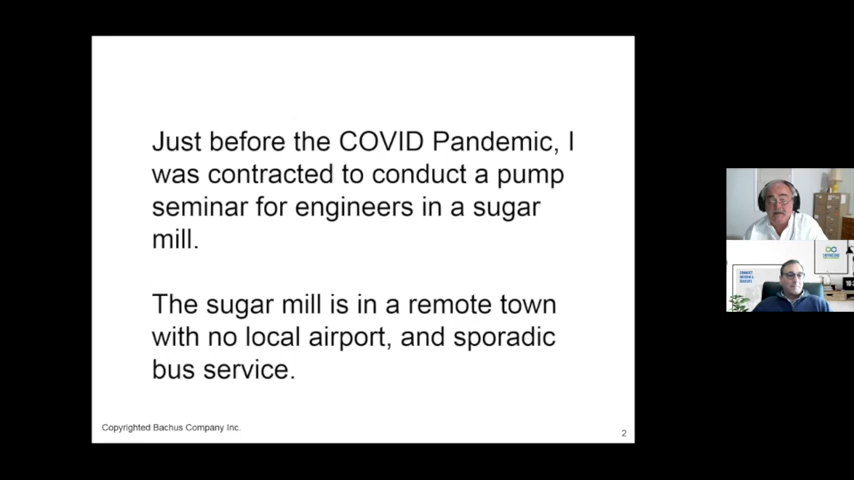 Just before the COVID Pandemic, I
was contracted to conduct a pump
seminar for engineers in a sugar
mill.
The sugar mill is in a remote town
with no local airport, and sporadic
bus service.
Copyrighted Bachus Company Inc.
2